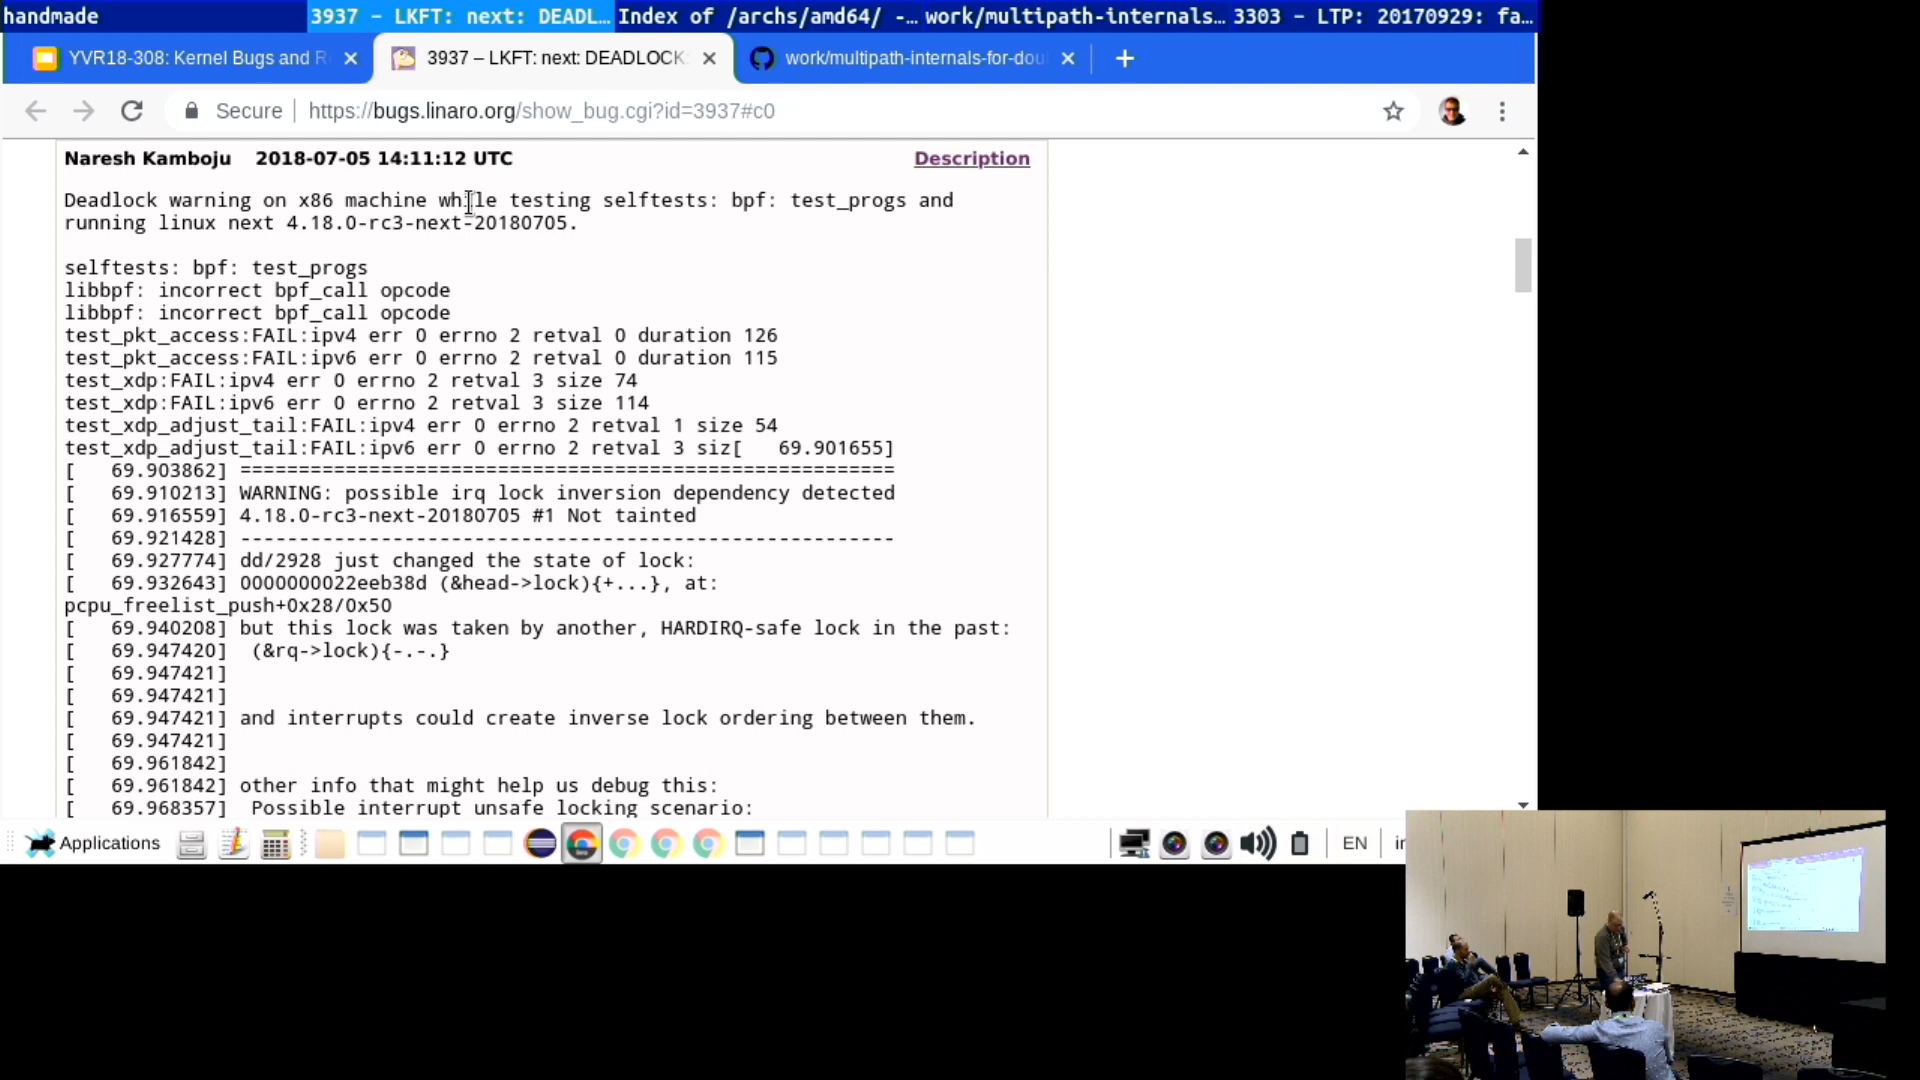 handmade
3937 – LKFT: next: DEADL…
Index of /archs/amd64/ -…
work/multipath-internals…
3303 – LTP: 20170929: fa…
YVR18-308: Kernel Bugs and R
3937 – LKFT: next: DEADLOCK:
work/multipath-internals-for-dou
Secure
https://bugs.linaro.org/show_bug.cgi?id=3937#c0
Naresh Kamboju 2018-07-05 14:11:12 UTC
Description
Deadlock warning on x86 machine while testing selftests: bpf: test_progs and
running linux next 4.18.0-rc3-next-20180705.
selftests: bpf: test_progs
libbpf: incorrect bpf_call opcode
libbpf: incorrect bpf_call opcode
test_pkt_access:FAIL:ipv4 err 0 errno 2 retval 0 duration 126
test_pkt_access:FAIL:ipv6 err 0 errno 2 retval 0 duration 115
test_xdp:FAIL:ipv4 err 0 errno 2 retval 3 size 74
test_xdp:FAIL:ipv6 err 0 errno 2 retval 3 size 114
test_xdp_adjust_tail:FAIL:ipv4 err 0 errno 2 retval 1 size 54
test_xdp_adjust_tail:FAIL:ipv6 err 0 errno 2 retval 3 siz[   69.901655]
[   69.903862] ========================================================
[   69.910213] WARNING: possible irq lock inversion dependency detected
[   69.916559] 4.18.0-rc3-next-20180705 #1 Not tainted
[   69.921428] --------------------------------------------------------
[   69.927774] dd/2928 just changed the state of lock:
[   69.932643] 0000000022eeb38d (&head->lock){+...}, at:
pcpu_freelist_push+0x28/0x50
[   69.940208] but this lock was taken by another, HARDIRQ-safe lock in the past:
[   69.947420]  (&rq->lock){-.-.}
[   69.947421]
[   69.947421]
[   69.947421] and interrupts could create inverse lock ordering between them.
[   69.947421]
[   69.961842]
[   69.961842] other info that might help us debug this:
[   69.968357]  Possible interrupt unsafe locking scenario:
Applications
EN